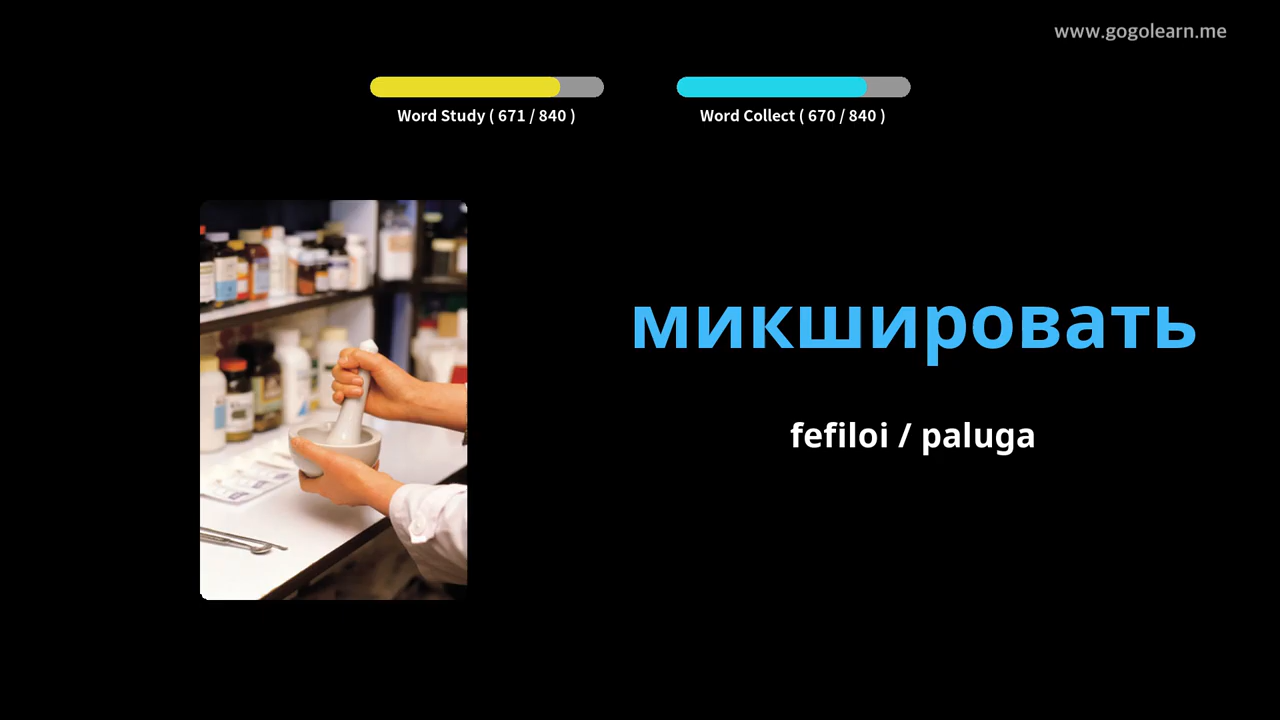 www.gogolearn.me
Word Study ( 671 / 840 )
Word Collect ( 670 / 840 )
микшировать
fefiloi / paluga